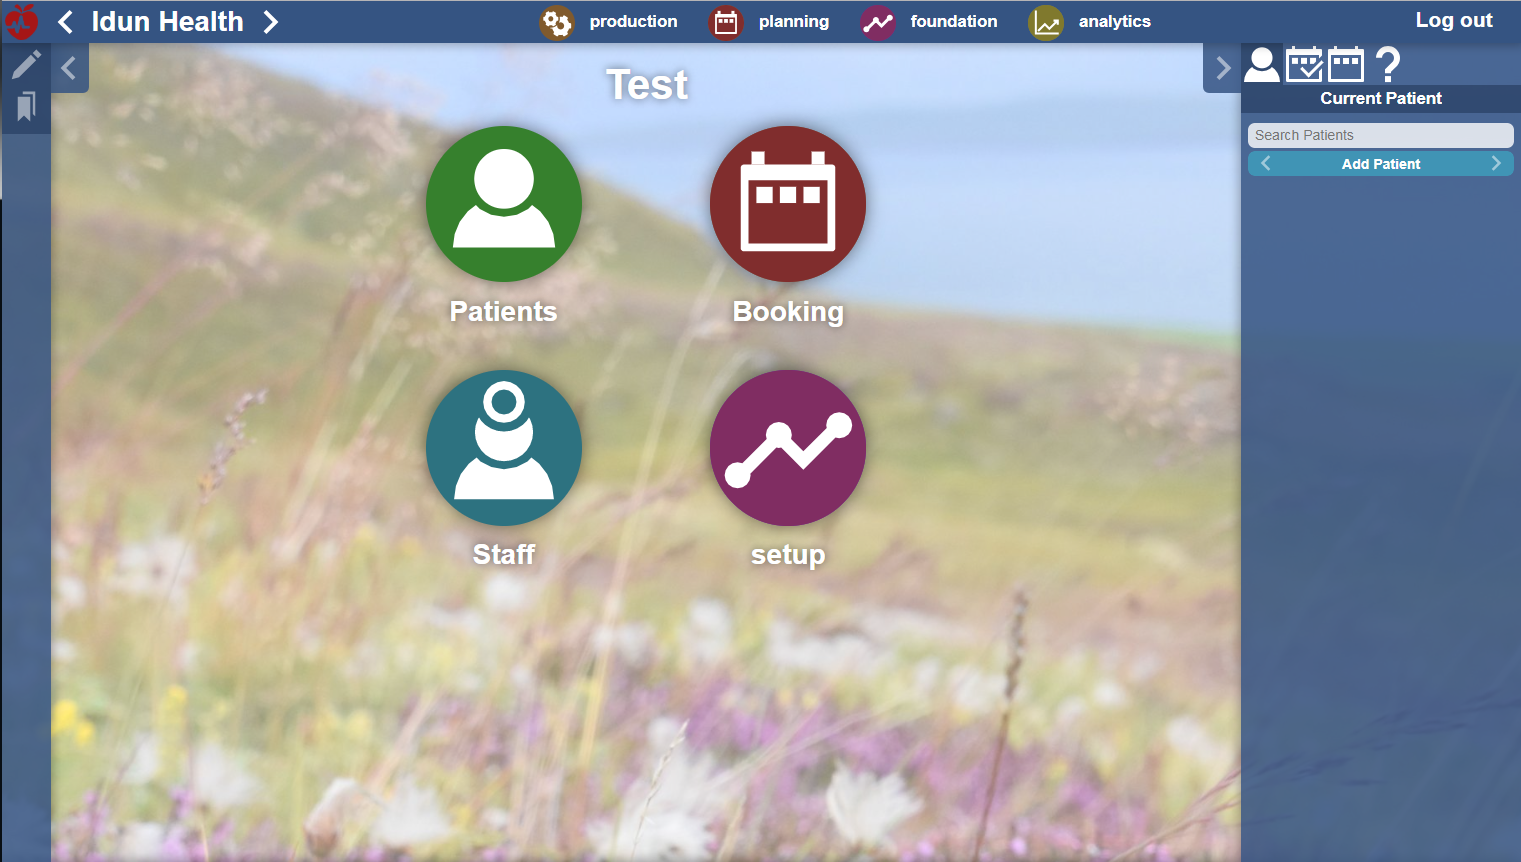 Idun Health
production
planning
foundation
analytics
Log out
Test
Current Patient
Search Patients
Add Patient
Patients
Booking
Staff
setup